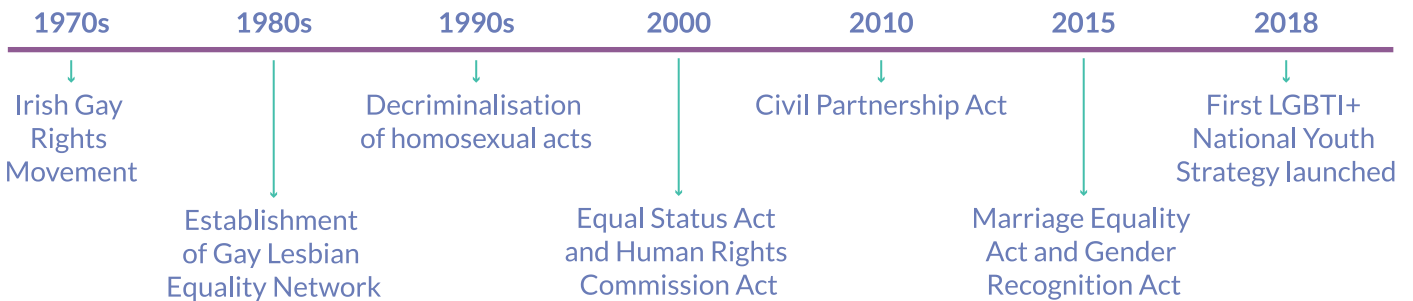 1970s
1980s
1990s
2000
2010
2015
2018
Irish Gay
Rights
Movement
Establishment
of Gay Lesbian
Equality Network
Decriminalisation
of homosexual acts
Equal Status Act
and Human Rights
Commission Act
Civil Partnership Act
Marriage Equality
Act and Gender
Recognition Act
First LGBTI+
National Youth
Strategy launched